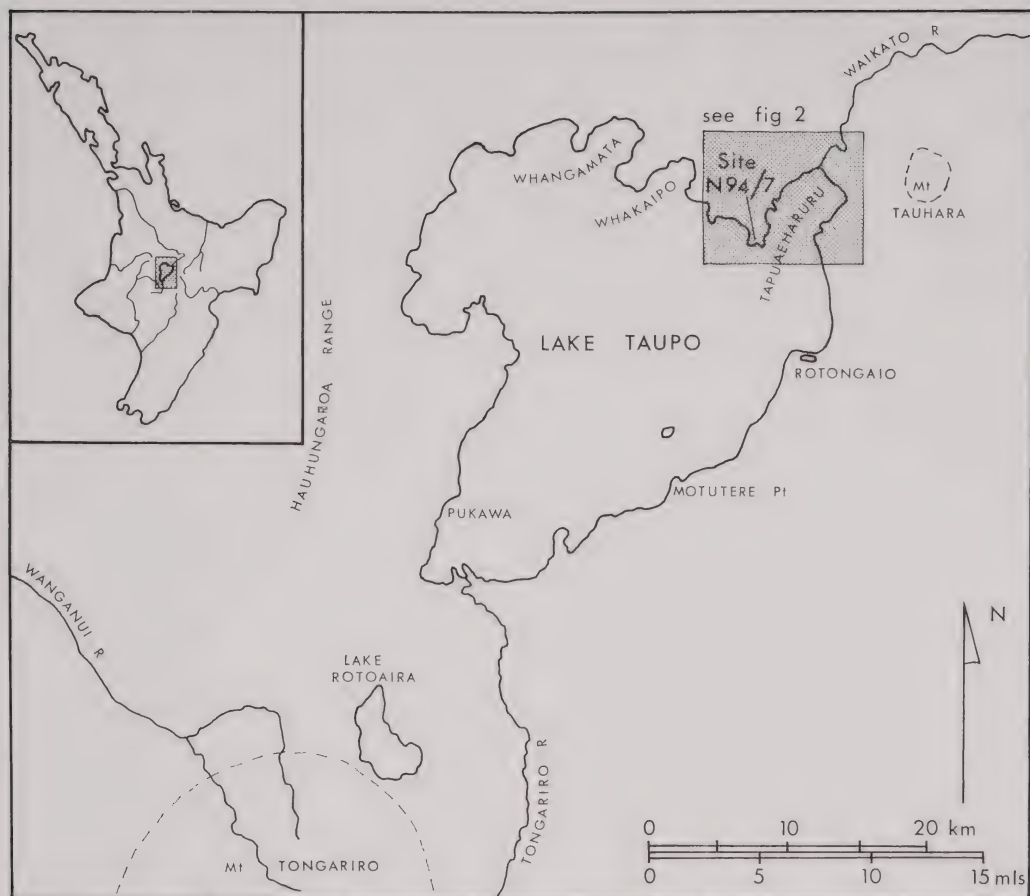 WAIKATO R
see fig 2
Site
N94/7
Mt
TAUHARA
WHANGAMATA
WHAKAIPO
TAPUAEHARURU
HAUHUNGAROA RANGE
LAKE TAUPO
ROTONGAIO
MOTUTERE Pt
PUKAWA
WANGANUI R
LAKE
ROTOAIRA
TONGARIRO R
N
Mt TONGARIRO
0 10 20 km
0 5 10 15 mls